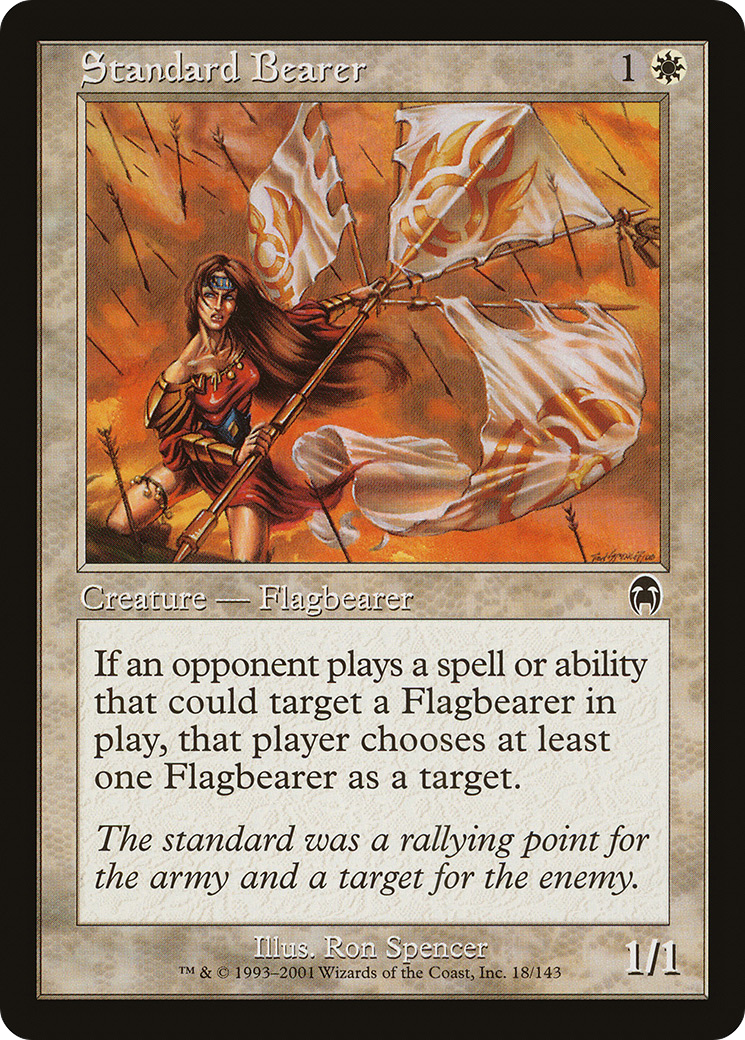 Standard Bearer 1
Creature — Flagbearer
If an opponent plays a spell or ability
that could target a Flagbearer in
play, that player chooses at least
one Flagbearer as a target.
The standard was a rallying point for
the army and a target for the enemy.
Illus. Ron Spencer
™ & © 1993–2001 Wizards of the Coast, Inc. 18/143
1/1